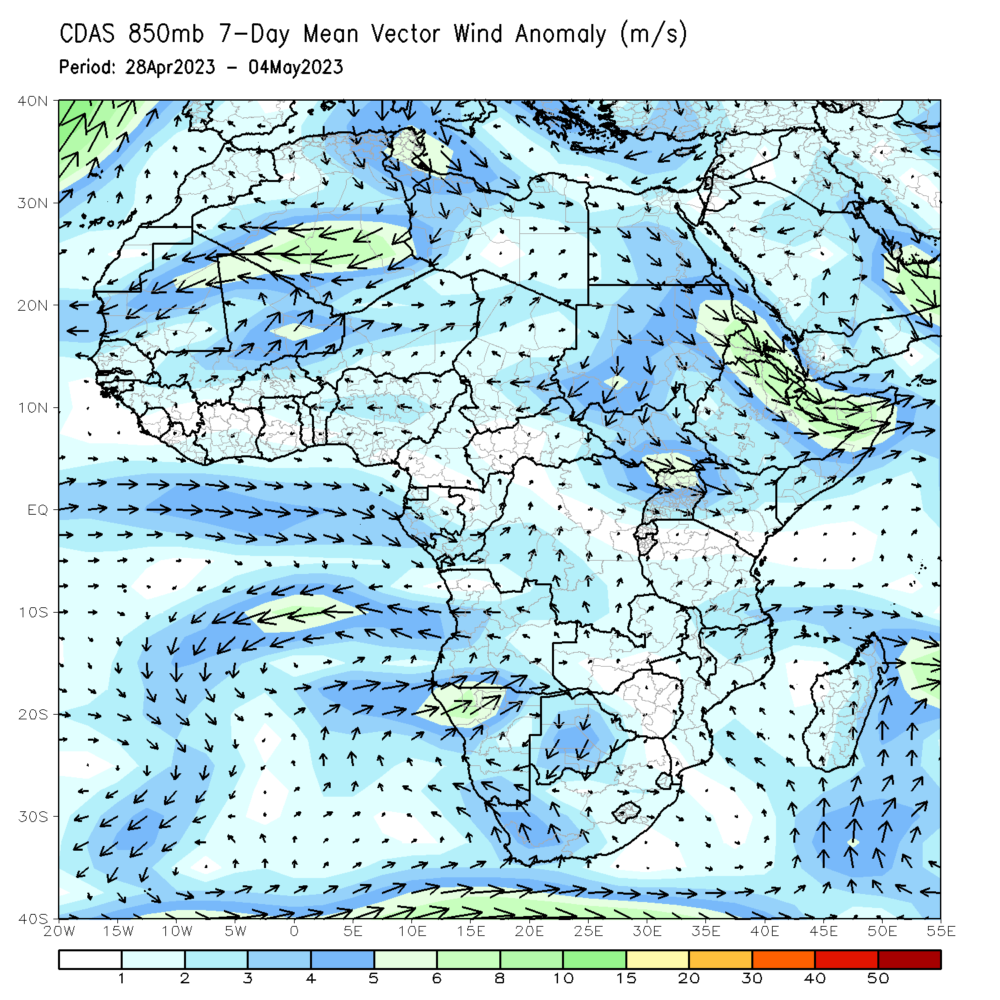 CDAS 850mb 7-Day Mean Vector Wind Anomaly (m/s)
Period: 28Apr2023 - 04May2023
40N
30N
20N
10N
EQ
10S
20S
30S
40S
20W 15W 10W 5W 0 5E 10E 15E 20E 25E 30E 35E 40E 45E 50E 55E
1 2 3 4 5 6 8 10 15 20 30 40 50